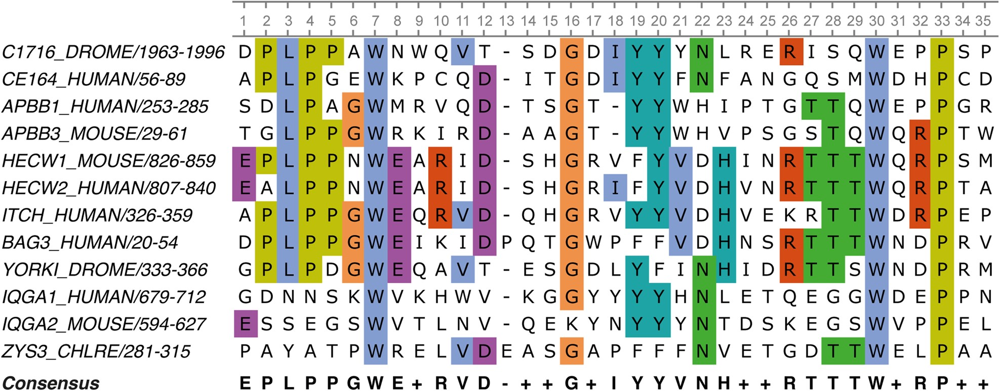 1 2 3 4 5 6 7 8 9 10 11 12 13 14 15 16 17 18 19 20 21 22 23 24 25 26 27 28 29 30 31 32 33 34 35
C1716_DROME/1963-1996 D P L P P A W N W Q V T - S D G D I Y Y Y N L R E R I S Q W E P P S P
CE164_HUMAN/56-89 A P L P G E W K P C Q D - I T G D I Y Y F N F A N G Q S M W D H P C D
APBB1_HUMAN/253-285 S D L P A G W M R V Q D - T S G T - Y Y W H I P T G T T Q W E P P G R
APBB3_MOUSE/29-61 T G L P P G W R K I R D - A A G T - Y Y W H V P S G S T Q W Q R P T W
HECW1_MOUSE/826-859 E P L P P N W E A R I D - S H G R V F Y V D H I N R T T T W Q R P S M
HECW2_HUMAN/807-840 E A L P P N W E A R I D - S H G R I F Y V D H V N R T T T W Q R P T A
ITCH_HUMAN/326-359 A P L P P G W E Q R V D - Q H G R V Y Y V D H V E K R T T W D R P E P
BAG3_HUMAN/20-54 D P L P P G W E I K I D P Q T G W P F F V D H N S R T T T W N D P R V
YORKI_DROME/333-366 G P L P D G W E Q A V T - E S G D L Y F I N H I D R T T S W N D P R M
IQGA1_HUMAN/679-712 G D N N S K W V K H W V - K G G Y Y Y Y H N L E T Q E G G W D E P P N
IQGA2_MOUSE/594-627 E S S E G S W V T L N V - Q E K Y N Y Y Y N T D S K E G S W V P P E L
ZYS3_CHLRE/281-315 P A Y A T P W R E L V D E A S G A P F F F N V E T G D T T W E L P A A
Consensus E P L P P G W E + R V D - + + G + I Y Y V N H + + R T T T W + R P + +